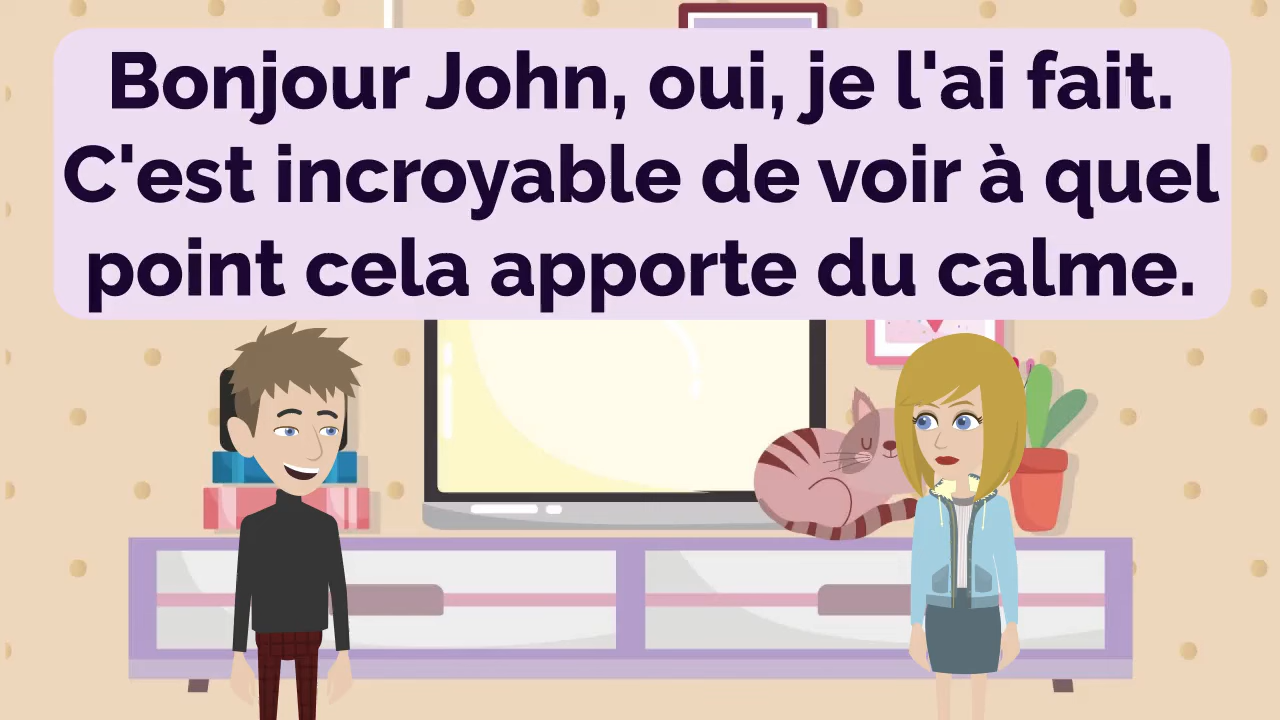 Bonjour John, oui, je l'ai fait.
C'est incroyable de voir à quel
point cela apporte du calme.